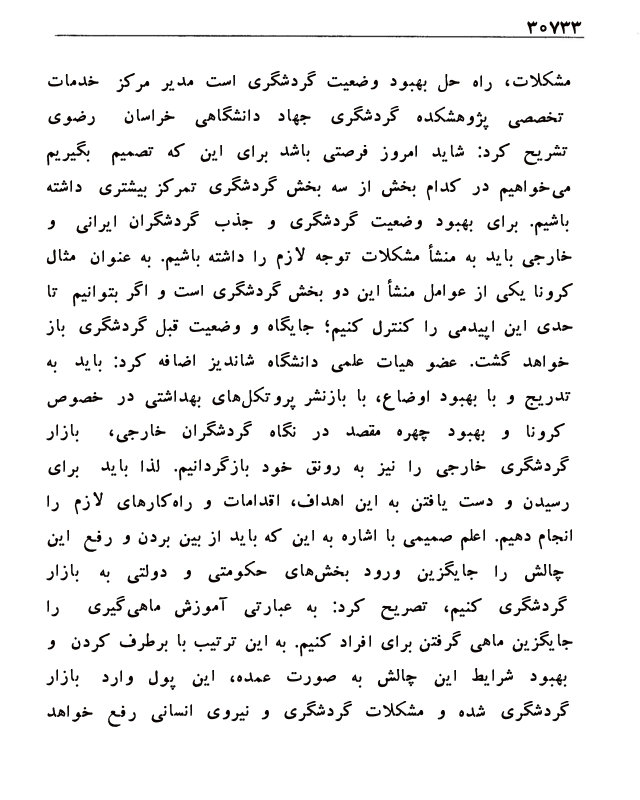 ۳۰۷۳۳
مشکلات، راه حل بهبود وضعیت گردشگری است مدیر مرکز خدمات
تخصصی پژوهشکده گردشگری جهاد دانشگاهی خراسان رضوی
تشریح کرد: شاید امروز فرصتی باشد برای این که تصمیم بگیریم
می‌خواهیم در کدام بخش از سه بخش گردشگری تمرکز بیشتری داشته
باشیم. برای بهبود وضعیت گردشگری و جذب گردشگران ایرانی و
خارجی باید به منشأ مشکلات توجه لازم را داشته باشیم. به عنوان مثال
کرونا یکی از عوامل منشأ این دو بخش گردشگری است و اگر بتوانیم تا
حدی این اپیدمی را کنترل کنیم؛ جایگاه و وضعیت قبل گردشگری باز
خواهد گشت. عضو هیات علمی دانشگاه شاندیز اضافه کرد: باید به
تدریج و با بهبود اوضاع، با بازنشر پروتکل‌های بهداشتی در خصوص
کرونا و بهبود چهره مقصد در نگاه گردشگران خارجی، بازار
گردشگری خارجی را نیز به رونق خود بازگردانیم. لذا باید برای
رسیدن و دست یافتن به این اهداف، اقدامات و راه‌کارهای لازم را
انجام دهیم. اعلم صمیمی با اشاره به این که باید از بین بردن و رفع این
چالش را جایگزین ورود بخش‌های حکومتی و دولتی به بازار
گردشگری کنیم، تصریح کرد: به عبارتی آموزش ماهی‌گیری را
جایگزین ماهی گرفتن برای افراد کنیم. به این ترتیب با برطرف کردن و
بهبود شرایط این چالش به صورت عمده، این پول وارد بازار
گردشگری شده و مشکلات گردشگری و نیروی انسانی رفع خواهد